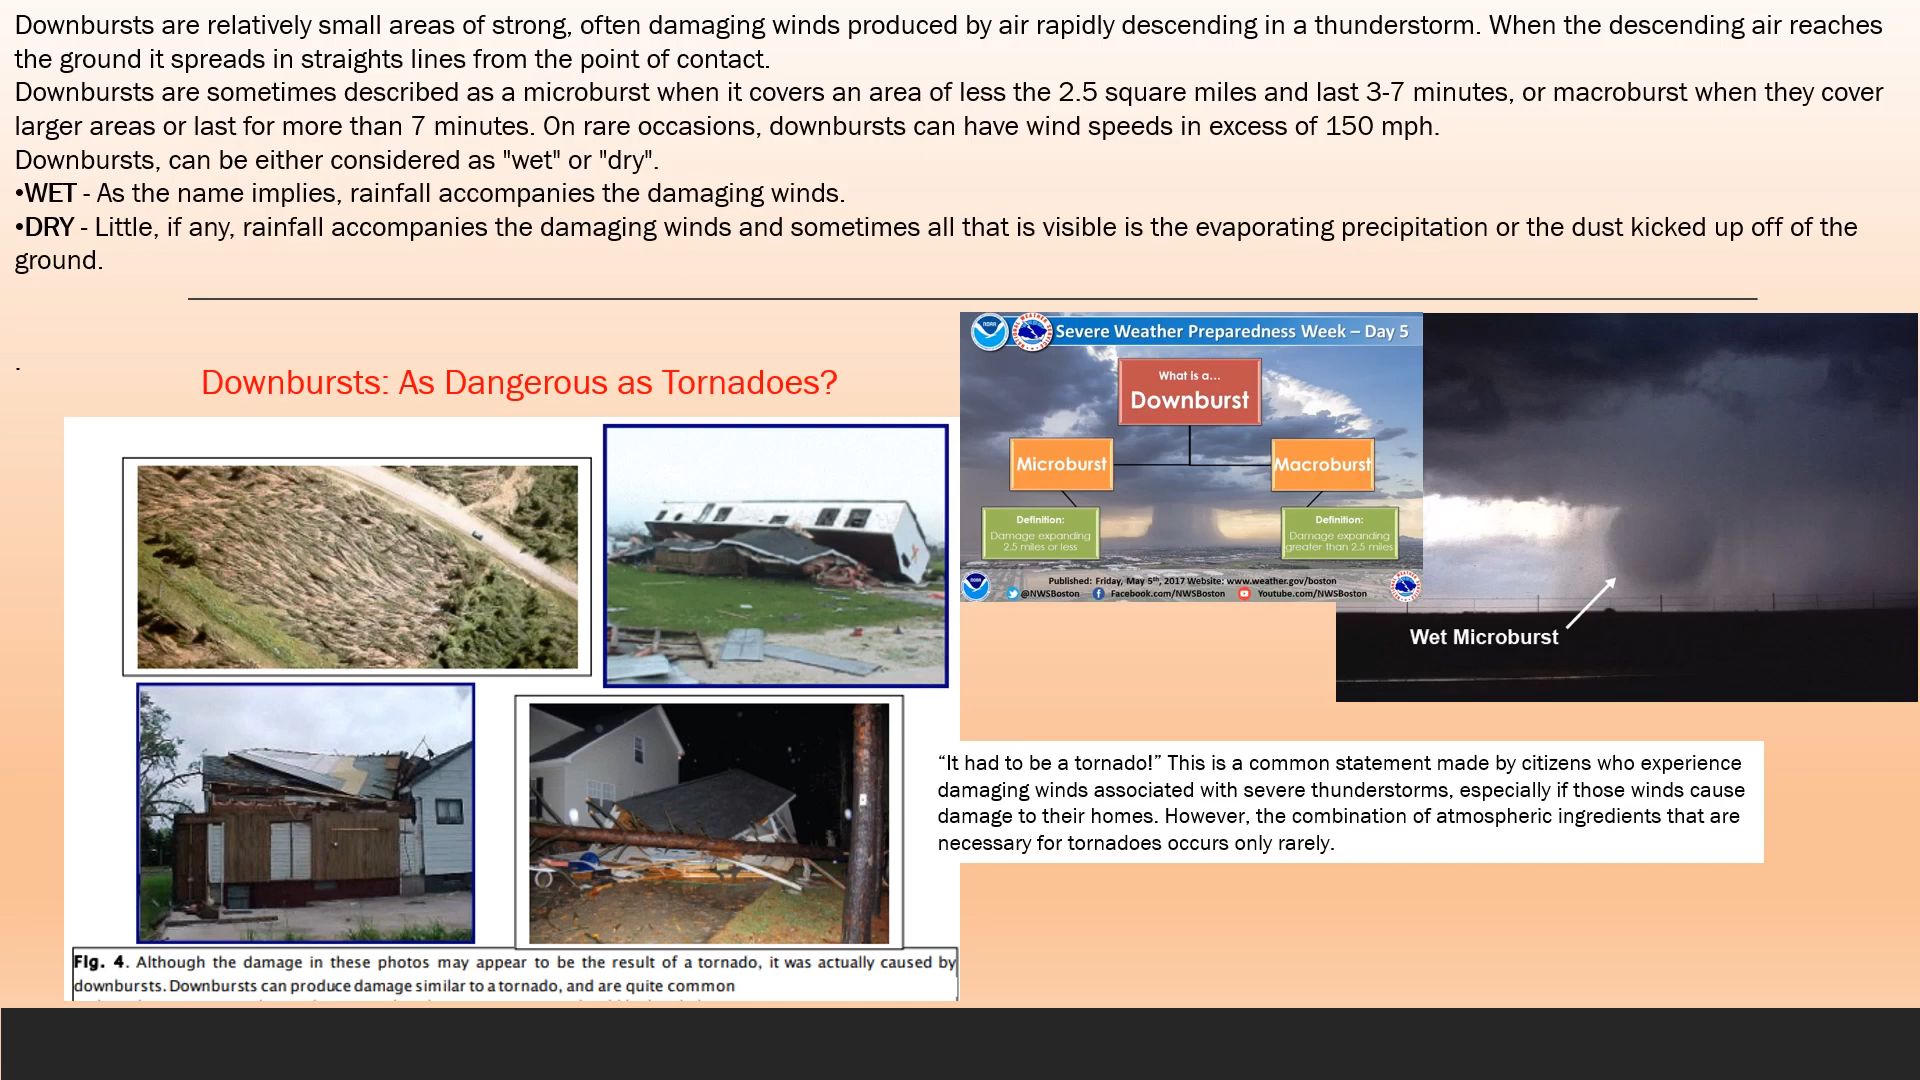 Downbursts are relatively small areas of strong, often damaging winds produced by air rapidly descending in a thunderstorm. When the descending air reaches
the ground it spreads in straights lines from the point of contact.
Downbursts are sometimes described as a microburst when it covers an area of less the 2.5 square miles and last 3-7 minutes, or macroburst when they cover
larger areas or last for more than 7 minutes. On rare occasions, downbursts can have wind speeds in excess of 150 mph.
Downbursts, can be either considered as "wet" or "dry".
•WET - As the name implies, rainfall accompanies the damaging winds.
•DRY - Little, if any, rainfall accompanies the damaging winds and sometimes all that is visible is the evaporating precipitation or the dust kicked up off of the
ground.
.
Downbursts: As Dangerous as Tornadoes?
Fig. 4. Although the damage in these photos may appear to be the result of a tornado, it was actually caused by
downbursts. Downbursts can produce damage similar to a tornado, and are quite common
NOAA
Severe Weather Preparedness Week – Day 5
What is a...
Downburst
Microburst
Macroburst
Definition:
Damage expanding
2.5 miles or less
Definition:
Damage expanding
greater than 2.5 miles
Published: Friday, May 5th, 2017 Website: www.weather.gov/boston
@NWSBoston
Facebook.com/NWSBoston
Youtube.com/NWSBoston
Wet Microburst
“It had to be a tornado!” This is a common statement made by citizens who experience
damaging winds associated with severe thunderstorms, especially if those winds cause
damage to their homes. However, the combination of atmospheric ingredients that are
necessary for tornadoes occurs only rarely.